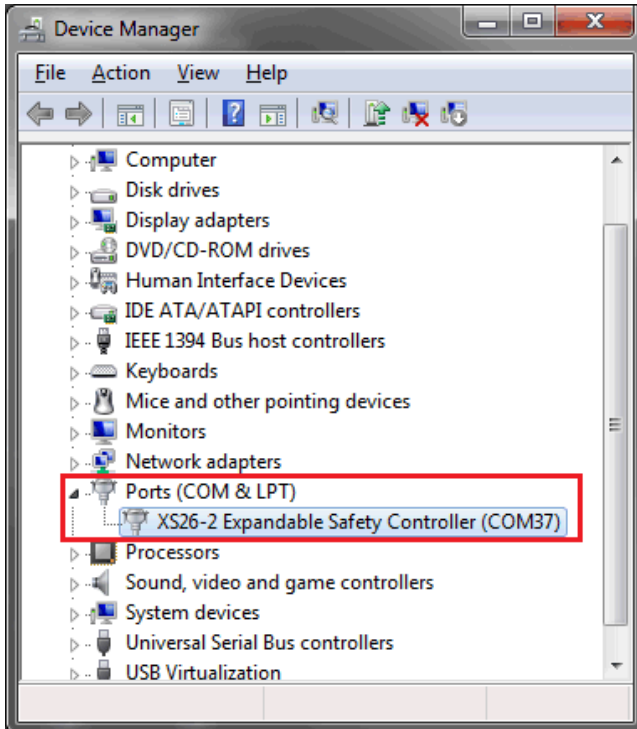 Device Manager
File Action View Help
Computer
Disk drives
Display adapters
DVD/CD-ROM drives
Human Interface Devices
IDE ATA/ATAPI controllers
IEEE 1394 Bus host controllers
Keyboards
Mice and other pointing devices
Monitors
Network adapters
Ports (COM & LPT)
XS26-2 Expandable Safety Controller (COM37)
Processors
Sound, video and game controllers
System devices
Universal Serial Bus controllers
USB Virtualization